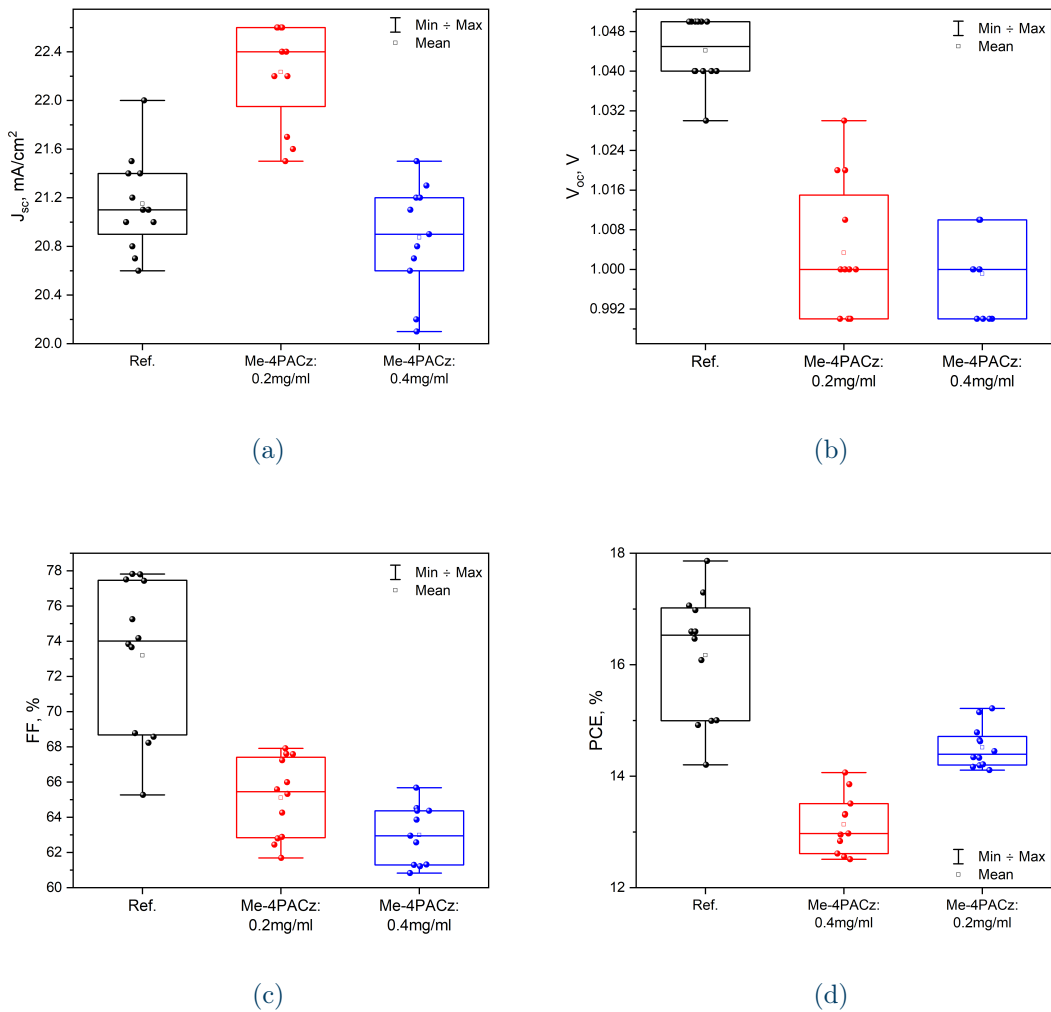 Min ÷ Max
Mean
J_sc, mA/cm²
22.4
22.0
21.6
21.2
20.8
20.4
20.0
Ref.
Me-4PACz:
0.2mg/ml
Me-4PACz:
0.4mg/ml
(a)
Min ÷ Max
Mean
V_oc, V
1.048
1.040
1.032
1.024
1.016
1.008
1.000
0.992
Ref.
Me-4PACz:
0.2mg/ml
Me-4PACz:
0.4mg/ml
(b)
Min ÷ Max
Mean
FF, %
78
76
74
72
70
68
66
64
62
60
Ref.
Me-4PACz:
0.2mg/ml
Me-4PACz:
0.4mg/ml
(c)
PCE, %
18
16
14
12
Min ÷ Max
Mean
Ref.
Me-4PACz:
0.4mg/ml
Me-4PACz:
0.2mg/ml
(d)